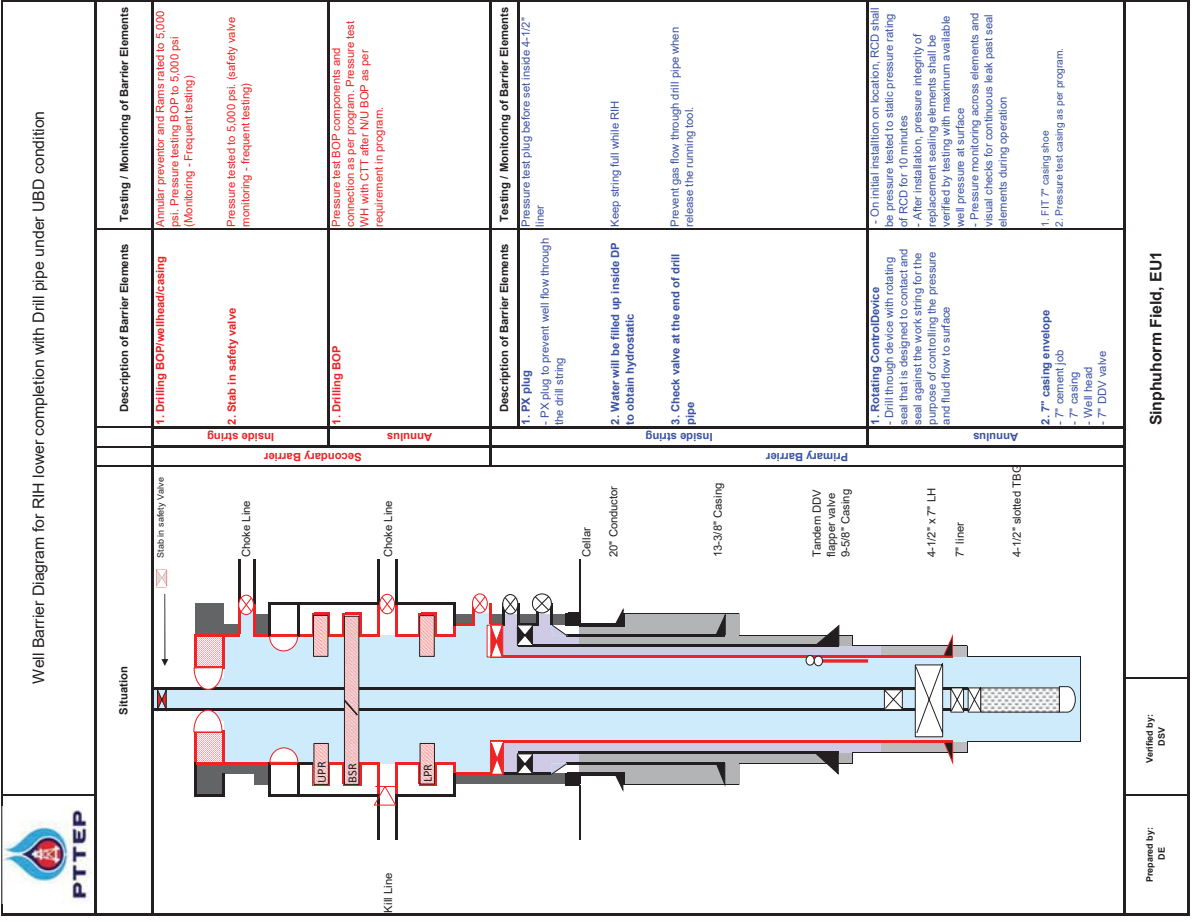 PTTEP
Well Barrier Diagram for RIH lower completion with Drill pipe under UBD condition
Situation
Description of Barrier Elements
Testing / Monitoring of Barrier Elements
Secondary Barrier
Inside string
1. Drilling BOP/wellhead/casing
Annular preventor and Rams rated to 5,000
psi. Pressure testing BOP to 5,000 psi
(Monitoring - Frequent testing)
2. Stab in safety valve
Pressure tested to 5,000 psi. (safety valve
monitoring - frequent testing)
Annulus
1. Drilling BOP
Pressure test BOP components and
connection as per program. Pressure test
WH with CTT after N/U BOP as per
requirement in program.
Description of Barrier Elements
Testing / Monitoring of Barrier Elements
Primary Barrier
Inside string
1. PX plug
- PX plug to prevent well flow through
the drill string
Pressure test plug before set inside 4-1/2"
liner
2. Water will be filled up inside DP
to obtain hydrostatic
Keep string full while RIH
3. Check valve at the end of drill
pipe
Prevent gas flow through drill pipe when
release the running tool.
Annulus
1. Rotating ControlDevice
- Drill through device with rotating
seal that is designed to contact and
seal against the work string for the
purpose of controlling the pressure
and fluid flow to surface
- On initial installtion on location, RCD shall
be pressure tested to static pressure rating
of RCD for 10 minutes
- After installation, pressure integrity of
replacement sealing elements shall be
verified by testing with maximum available
well pressure at surface
- Pressure monitoring across elements and
visual checks for continuous leak past seal
elements during operation
2. 7" casing envelope
- 7" cement job
- 7" casing
- Well head
- 7" DDV valve
1. FIT 7" casing shoe
2. Pressure test casing as per program.
Stab in safety Valve
Choke Line
Choke Line
Kill Line
UPR
BSR
LPR
Cellar
20" Conductor
13-3/8" Casing
Tandem DDV
flapper valve
9-5/8" Casing
4-1/2" x 7" LH
7" liner
4-1/2" slotted TBG
Prepared by:
DE
Verified by:
DSV
Sinphuhorm Field, EU1